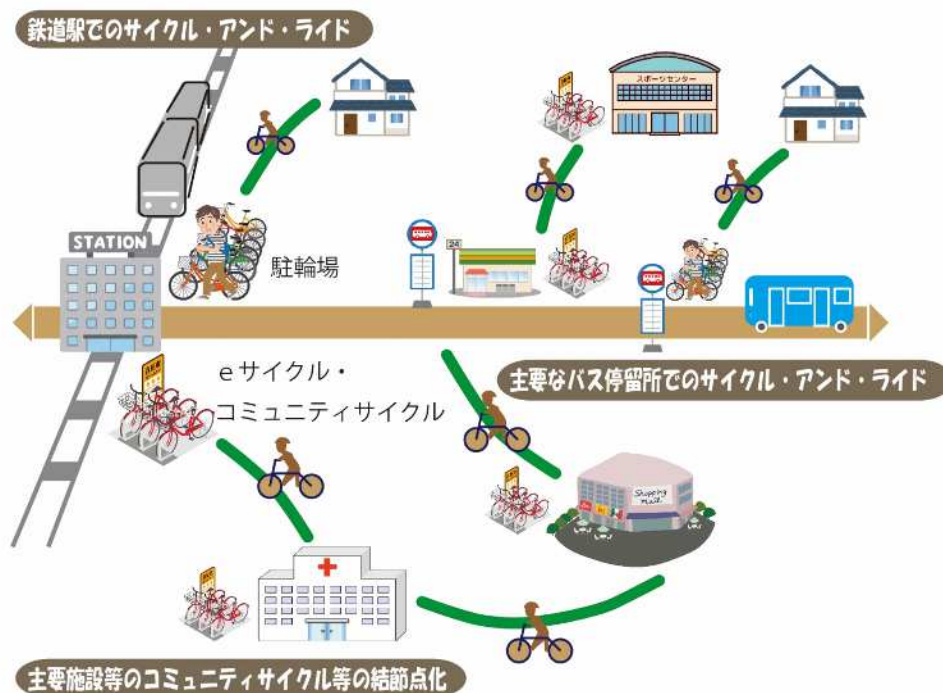 鉄道駅でのサイクル・アンド・ライド
スポーツセンター
STATION
駐輪場
24
eサイクル・
コミュニティサイクル
主要なバス停留所でのサイクル・アンド・ライド
Shopping
mall
主要施設等のコミュニティサイクル等の結節点化